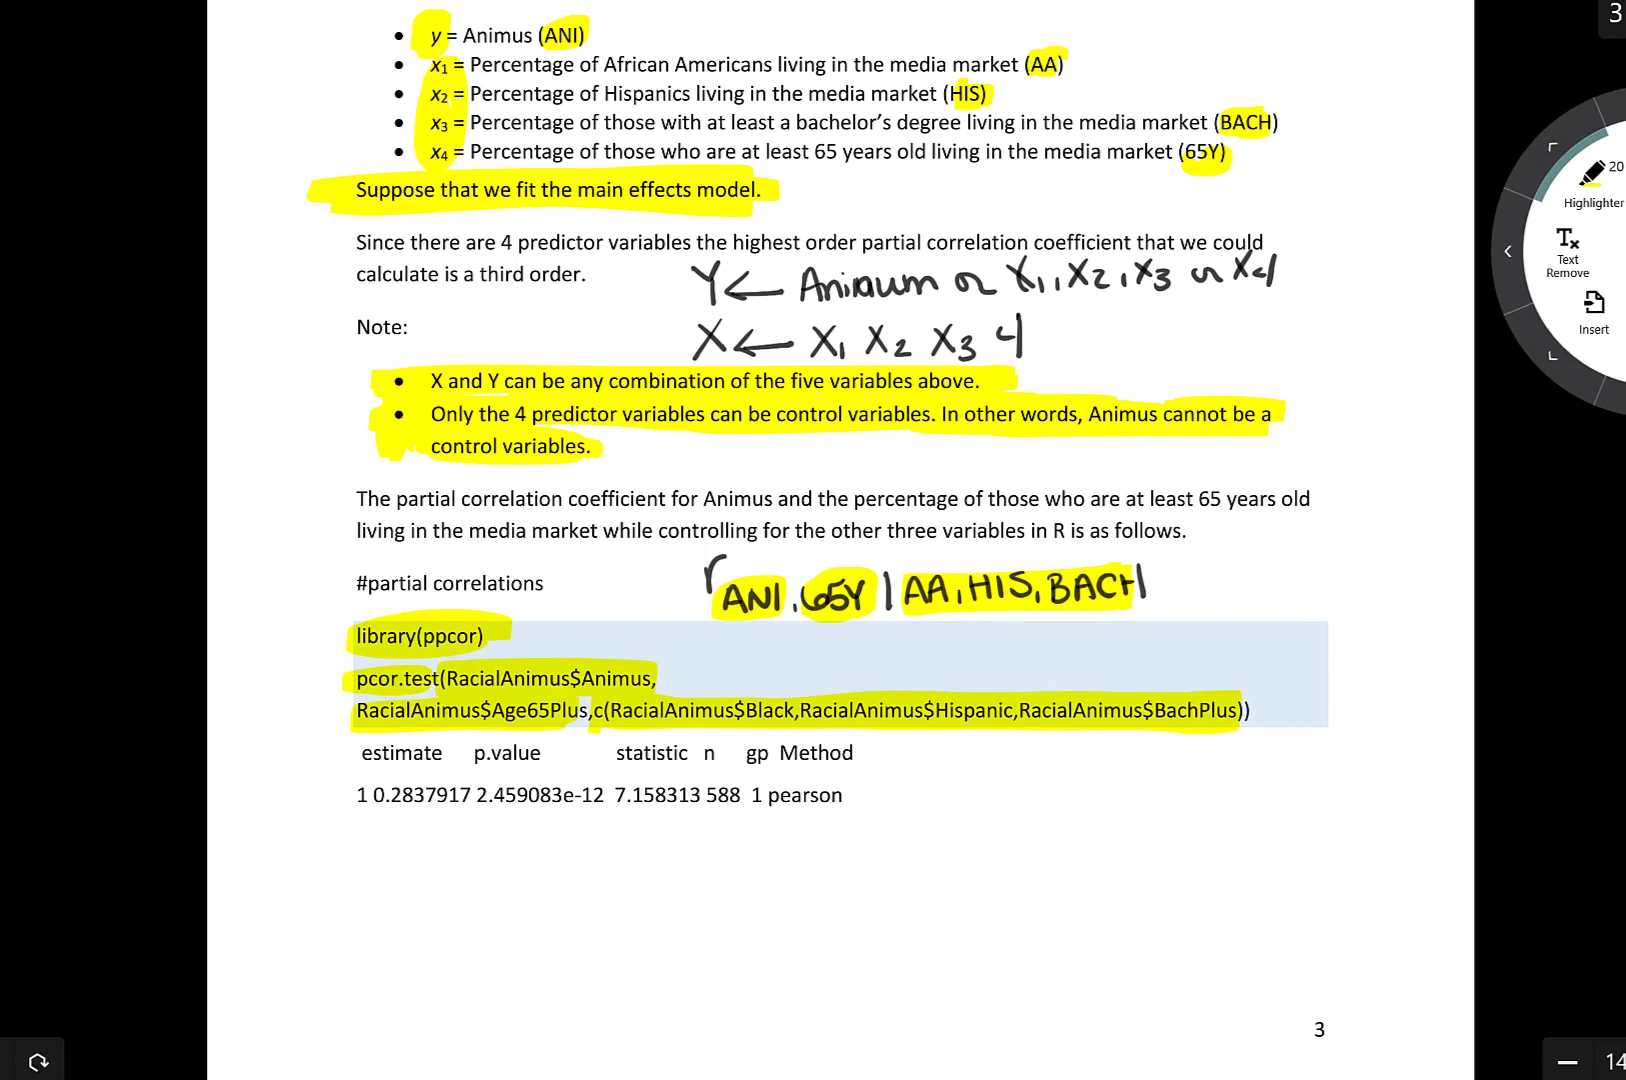 3
• y = Animus (ANI)
• x1 = Percentage of African Americans living in the media market (AA)
• x2 = Percentage of Hispanics living in the media market (HIS)
• x3 = Percentage of those with at least a bachelor's degree living in the media market (BACH)
• x4 = Percentage of those who are at least 65 years old living in the media market (65Y)
Suppose that we fit the main effects model.
Since there are 4 predictor variables the highest order partial correlation coefficient that we could
calculate is a third order.
Y ← Animum or X1, X2, X3 or X4
Note:
X ← X1 X2 X3 4
• X and Y can be any combination of the five variables above.
• Only the 4 predictor variables can be control variables. In other words, Animus cannot be a
control variables.
The partial correlation coefficient for Animus and the percentage of those who are at least 65 years old
living in the media market while controlling for the other three variables in R is as follows.
#partial correlations
r ANI, 65Y | AA, HIS, BACH
library(ppcor)
pcor.test(RacialAnimus$Animus,
RacialAnimus$Age65Plus,c(RacialAnimus$Black,RacialAnimus$Hispanic,RacialAnimus$BachPlus))
estimate p.value statistic n gp Method
1 0.2837917 2.459083e-12 7.158313 588 1 pearson
3
20
Highlighter
Text
Remove
Insert
14